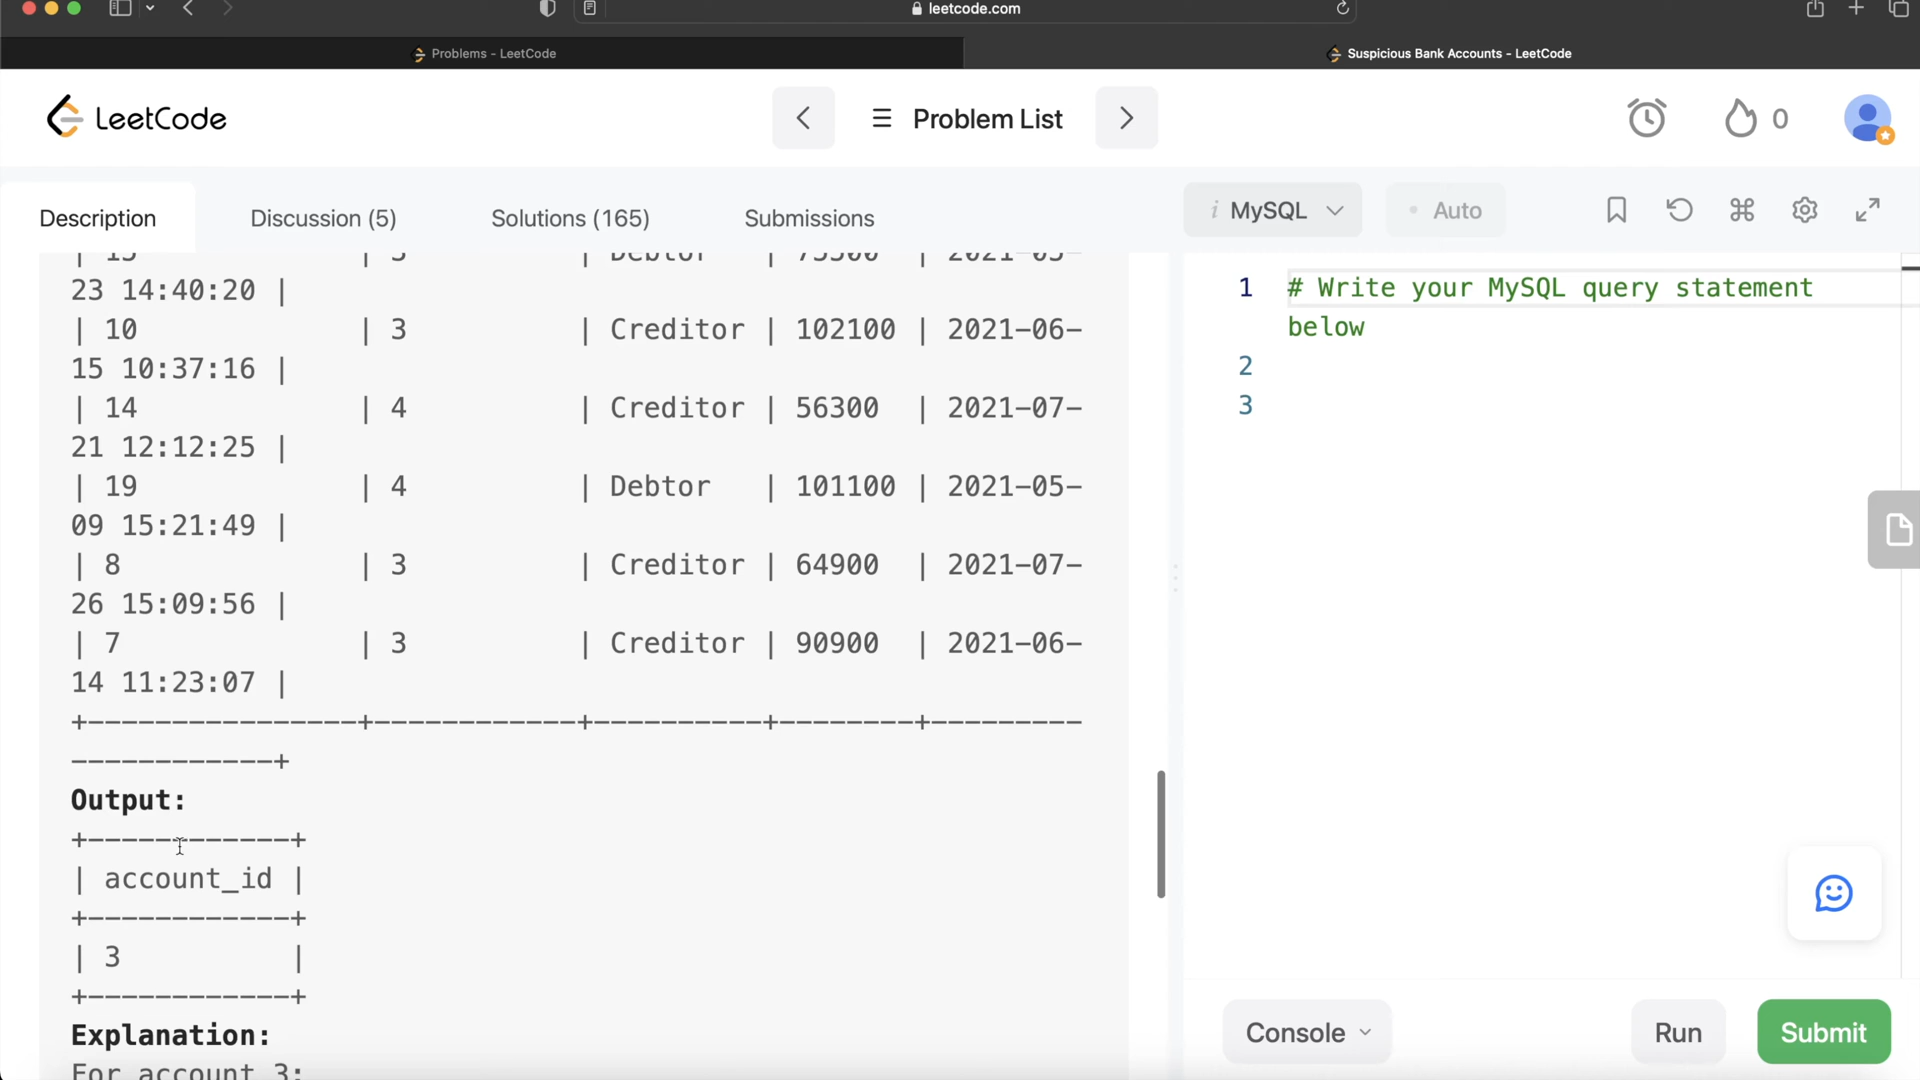 leetcode.com
Problems - LeetCode
Suspicious Bank Accounts - LeetCode
LeetCode
Problem List
0
Description
Discussion (5)
Solutions (165)
Submissions
i MySQL
Auto
23 14:40:20 |
| 10 | 3 | Creditor | 102100 | 2021-06-
15 10:37:16 |
| 14 | 4 | Creditor | 56300 | 2021-07-
21 12:12:25 |
| 19 | 4 | Debtor | 101100 | 2021-05-
09 15:21:49 |
| 8 | 3 | Creditor | 64900 | 2021-07-
26 15:09:56 |
| 7 | 3 | Creditor | 90900 | 2021-06-
14 11:23:07 |
+----------------+------------+----------+--------+---------
------------+
Output:
+------------+
| account_id |
+------------+
| 3 |
+------------+
Explanation:
For account 3:
1 # Write your MySQL query statement
below
2
3
Console
Run
Submit